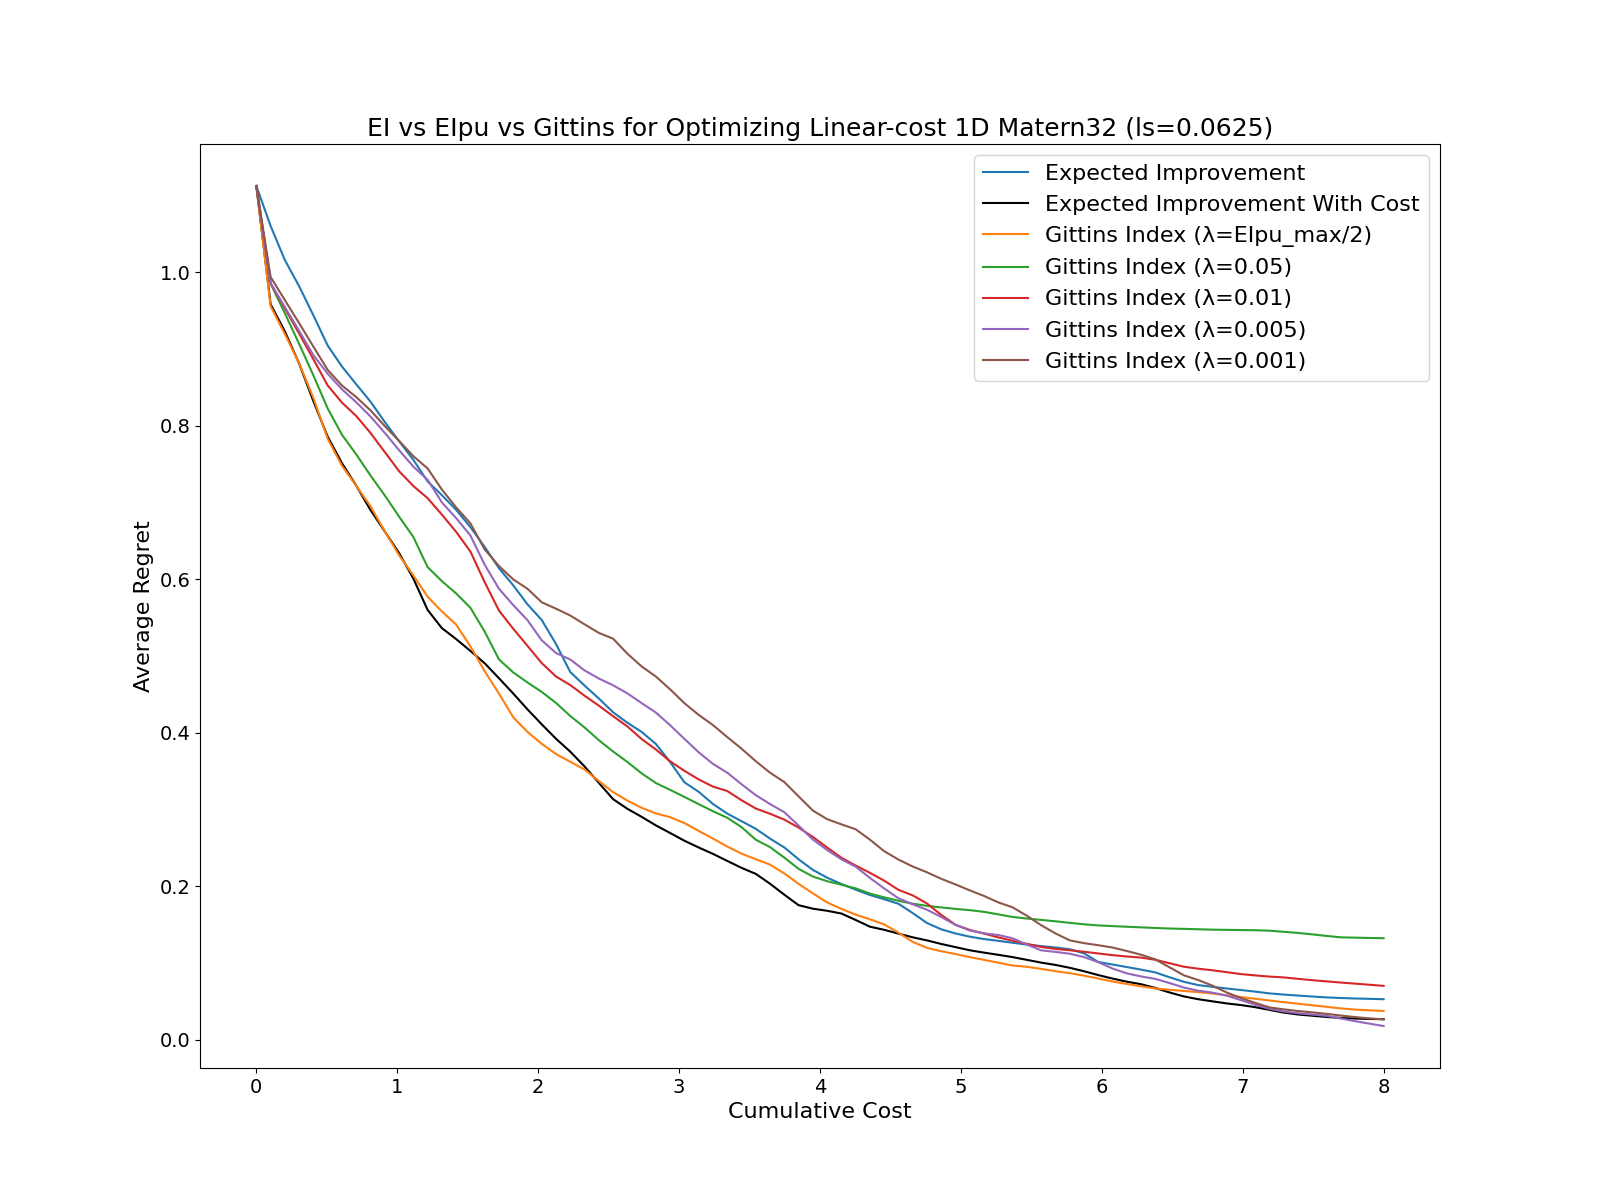 EI vs EIpu vs Gittins for Optimizing Linear-cost 1D Matern32 (ls=0.0625)
Expected Improvement
Expected Improvement With Cost
Gittins Index (λ=EIpu_max/2)
Gittins Index (λ=0.05)
Gittins Index (λ=0.01)
Gittins Index (λ=0.005)
Gittins Index (λ=0.001)
Average Regret
1.0
0.8
0.6
0.4
0.2
0.0
0 1 2 3 4 5 6 7 8
Cumulative Cost